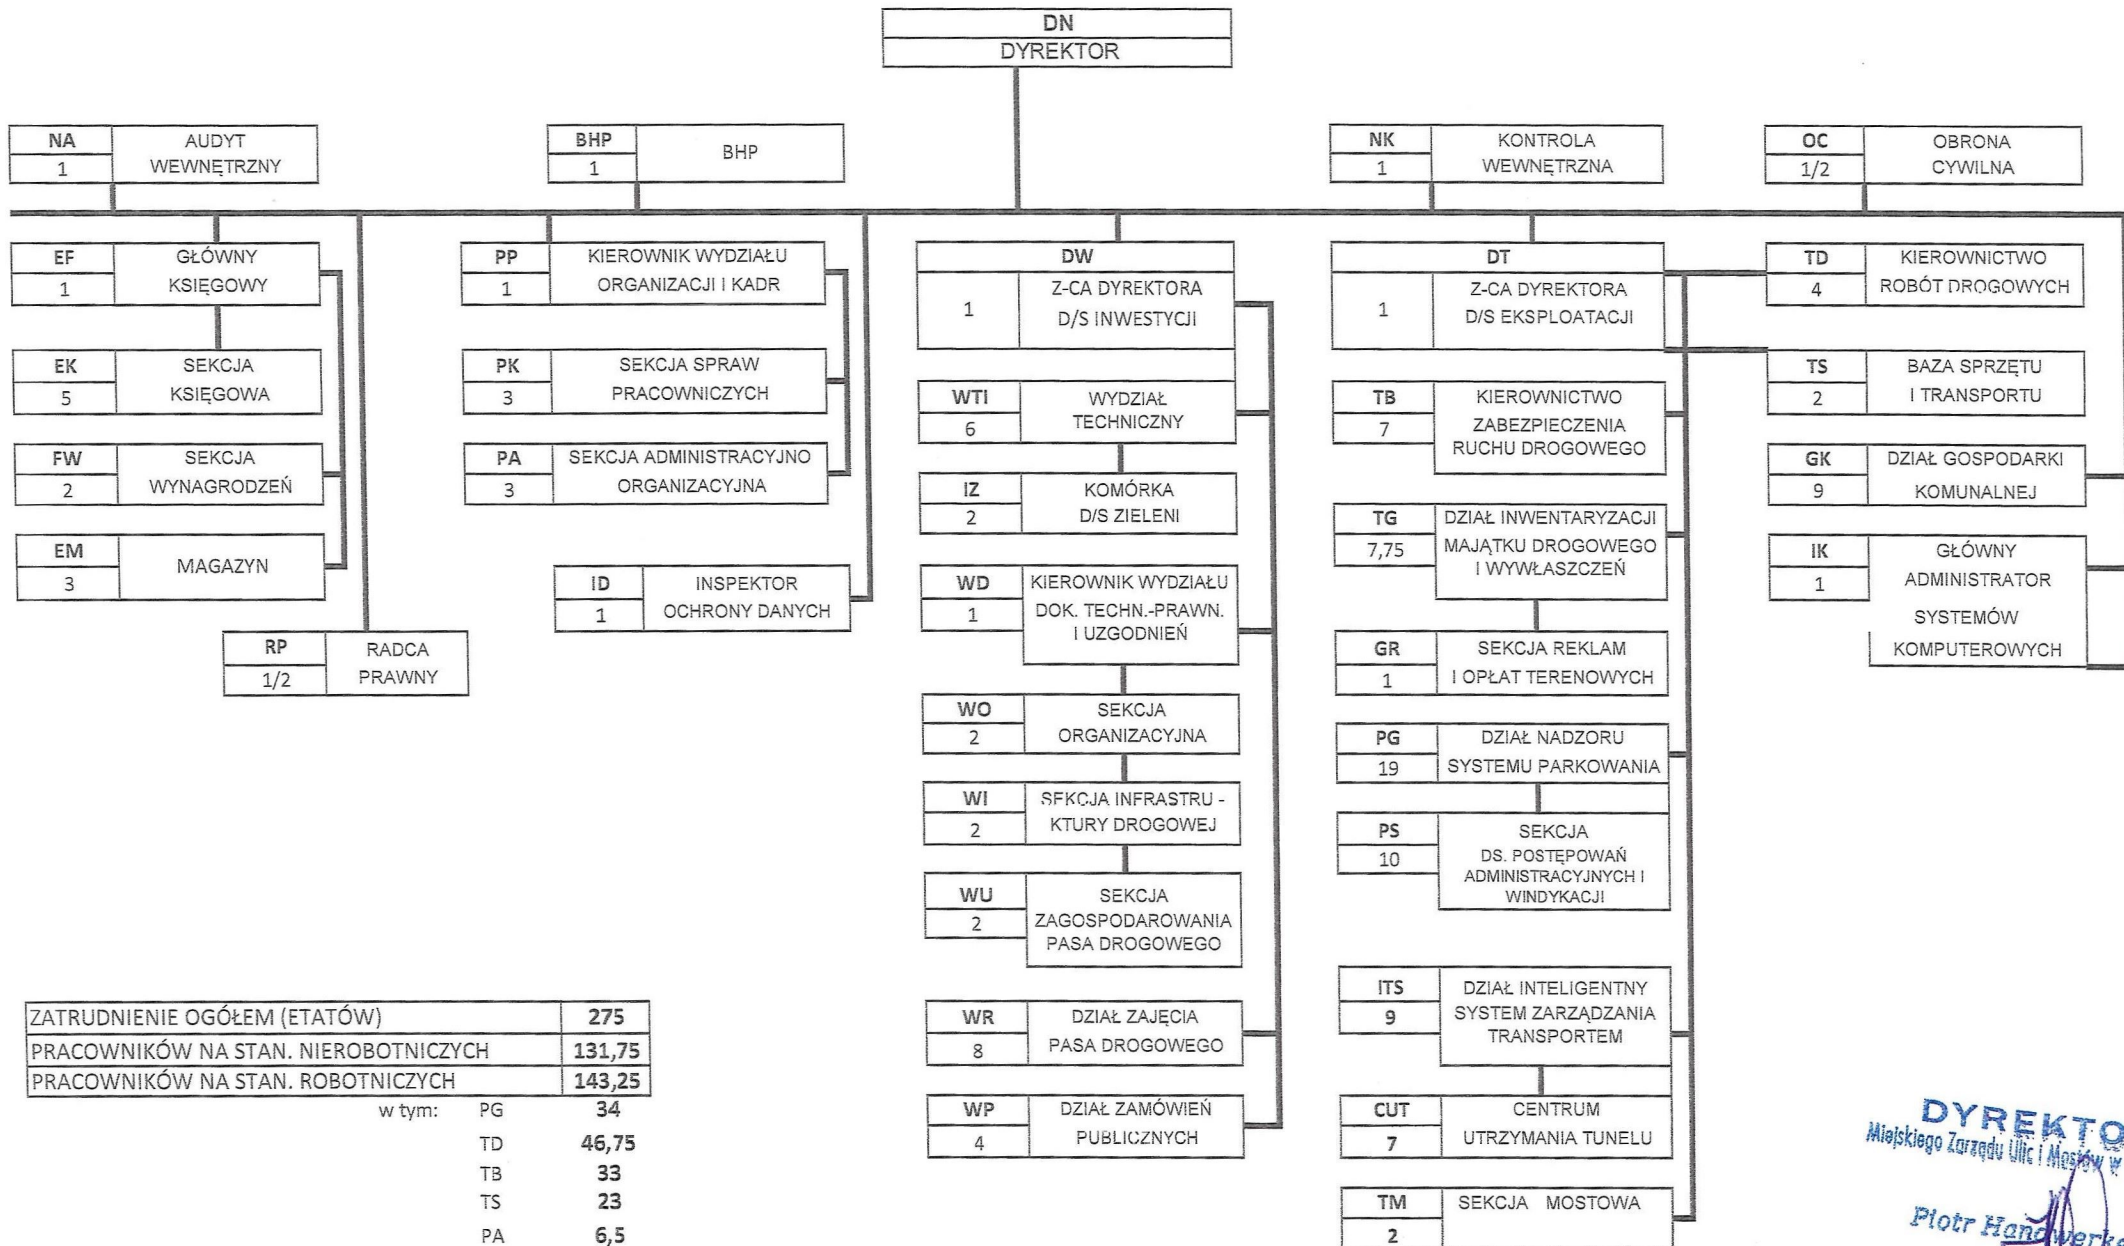 DN
DYREKTOR
NA
1
AUDYT
WEWNĘTRZNY
BHP
1
BHP
NK
1
KONTROLA
WEWNĘTRZNA
OC
1/2
OBRONA
CYWILNA
EF
1
GŁÓWNY
KSIĘGOWY
EK
5
SEKCJA
KSIĘGOWA
FW
2
SEKCJA
WYNAGRODZEŃ
EM
3
MAGAZYN
RP
1/2
RADCA
PRAWNY
PP
1
KIEROWNIK WYDZIAŁU
ORGANIZACJI I KADR
PK
3
SEKCJA SPRAW
PRACOWNICZYCH
PA
3
SEKCJA ADMINISTRACYJNO
ORGANIZACYJNA
ID
1
INSPEKTOR
OCHRONY DANYCH
DW
1
Z-CA DYREKTORA
D/S INWESTYCJI
WTI
6
WYDZIAŁ
TECHNICZNY
IZ
2
KOMÓRKA
D/S ZIELENI
WD
1
KIEROWNIK WYDZIAŁU
DOK. TECHN.-PRAWN.
I UZGODNIEŃ
WO
2
SEKCJA
ORGANIZACYJNA
WI
2
SEKCJA INFRASTRU -
KTURY DROGOWEJ
WU
2
SEKCJA
ZAGOSPODAROWANIA
PASA DROGOWEGO
WR
8
DZIAŁ ZAJĘCIA
PASA DROGOWEGO
WP
4
DZIAŁ ZAMÓWIEŃ
PUBLICZNYCH
DT
1
Z-CA DYREKTORA
D/S EKSPLOATACJI
TB
7
KIEROWNICTWO
ZABEZPIECZENIA
RUCHU DROGOWEGO
TG
7,75
DZIAŁ INWENTARYZACJI
MAJĄTKU DROGOWEGO
I WYWŁASZCZEŃ
GR
1
SEKCJA REKLAM
I OPŁAT TERENOWYCH
PG
19
DZIAŁ NADZORU
SYSTEMU PARKOWANIA
PS
10
SEKCJA
DS. POSTĘPOWAŃ
ADMINISTRACYJNYCH I
WINDYKACJI
ITS
9
DZIAŁ INTELIGENTNY
SYSTEM ZARZĄDZANIA
TRANSPORTEM
CUT
7
CENTRUM
UTRZYMANIA TUNELU
TM
2
SEKCJA MOSTOWA
TD
4
KIEROWNICTWO
ROBÓT DROGOWYCH
TS
2
BAZA SPRZĘTU
I TRANSPORTU
GK
9
DZIAŁ GOSPODARKI
KOMUNALNEJ
IK
1
GŁÓWNY
ADMINISTRATOR
SYSTEMÓW
KOMPUTEROWYCH
ZATRUDNIENIE OGÓŁEM (ETATÓW) 275
PRACOWNIKÓW NA STAN. NIEROBOTNICZYCH 131,75
PRACOWNIKÓW NA STAN. ROBOTNICZYCH 143,25
w tym: PG 34
TD 46,75
TB 33
TS 23
PA 6,5
DYREKTO
Miejskiego Zarządu Ulic i Mostów w
Piotr Handwerke